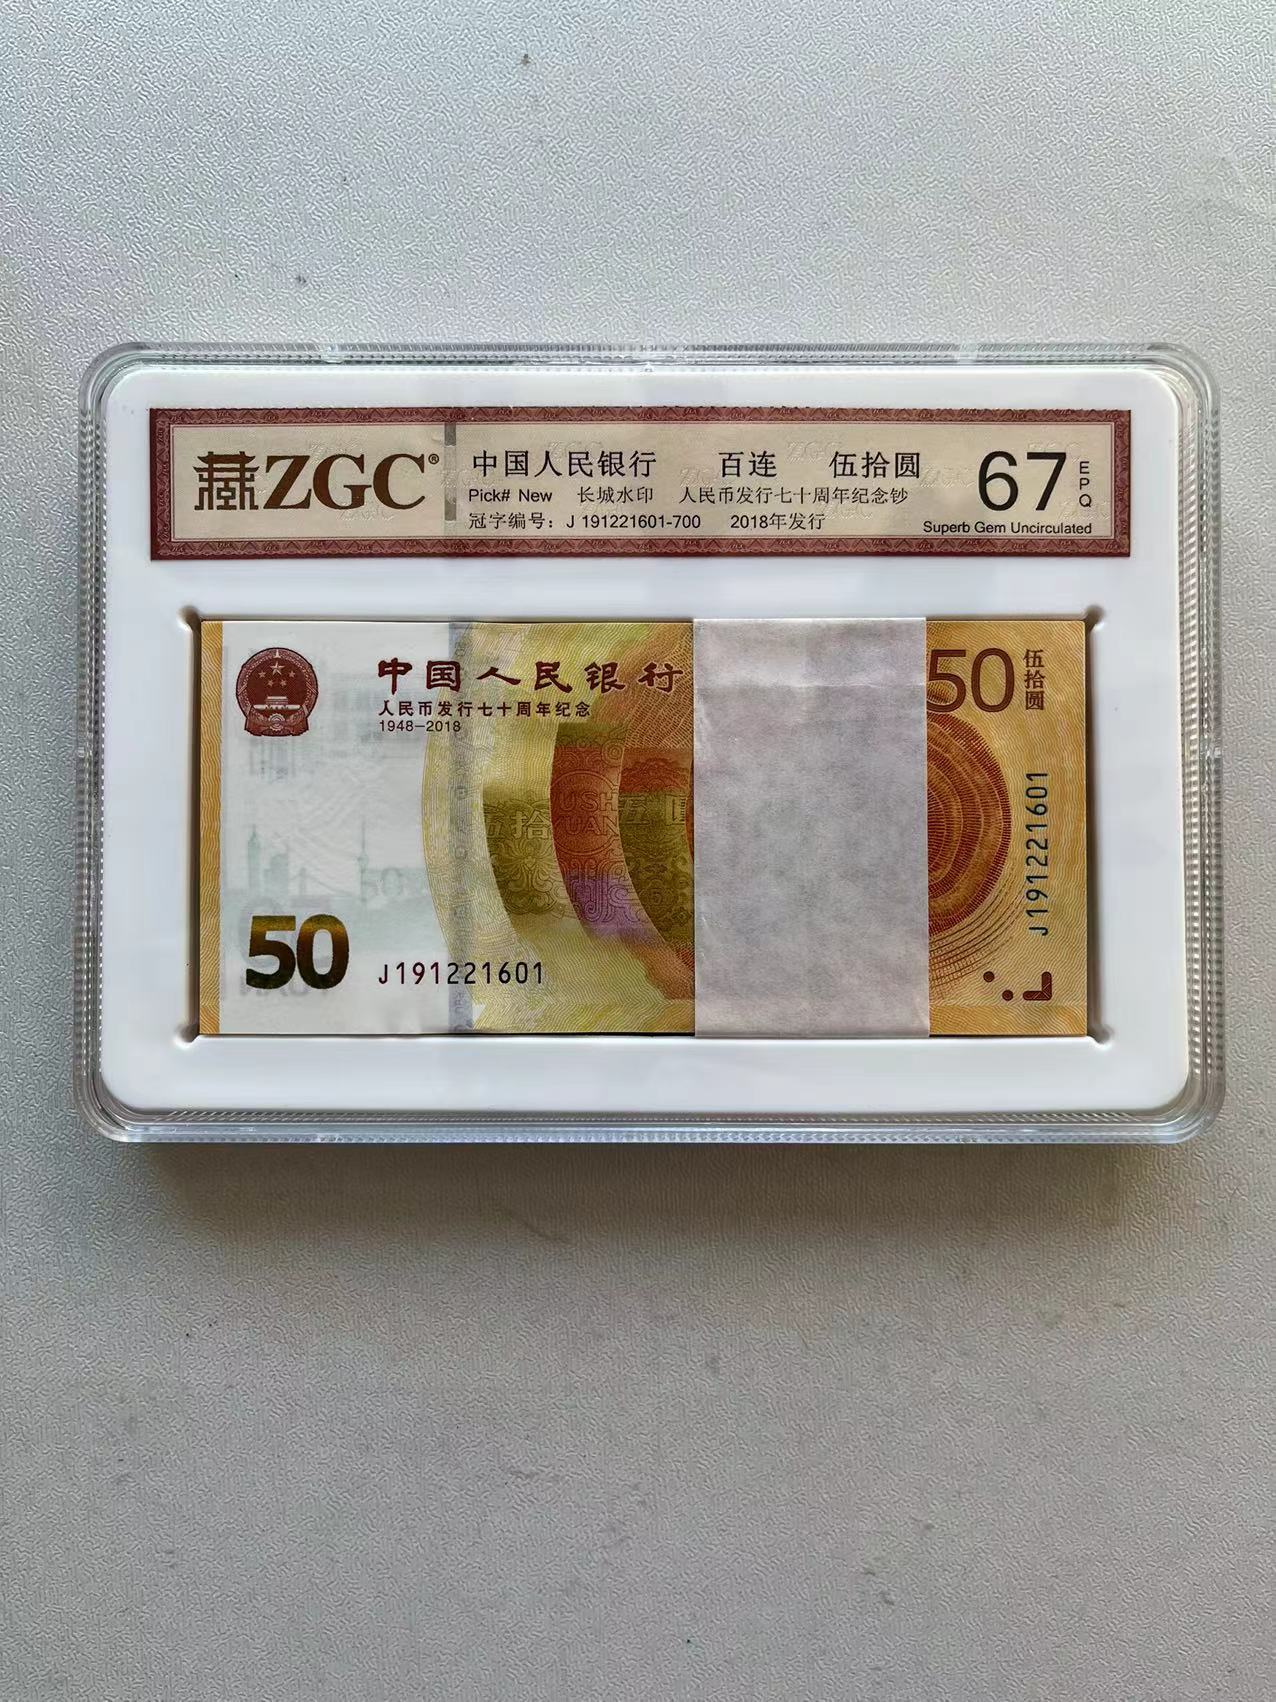 藏ZGC®
中国人民银行 百连 伍拾圆
Pick# New 长城水印 人民币发行七十周年纪念钞
冠字编号: J 191221601-700 2018年发行
67
EPQ
Superb Gem Uncirculated
中国人民银行
人民币发行七十周年纪念
1948-2018
50
伍拾圆
J191221601
50
J191221601
伍拾
WUSHI
YUAN